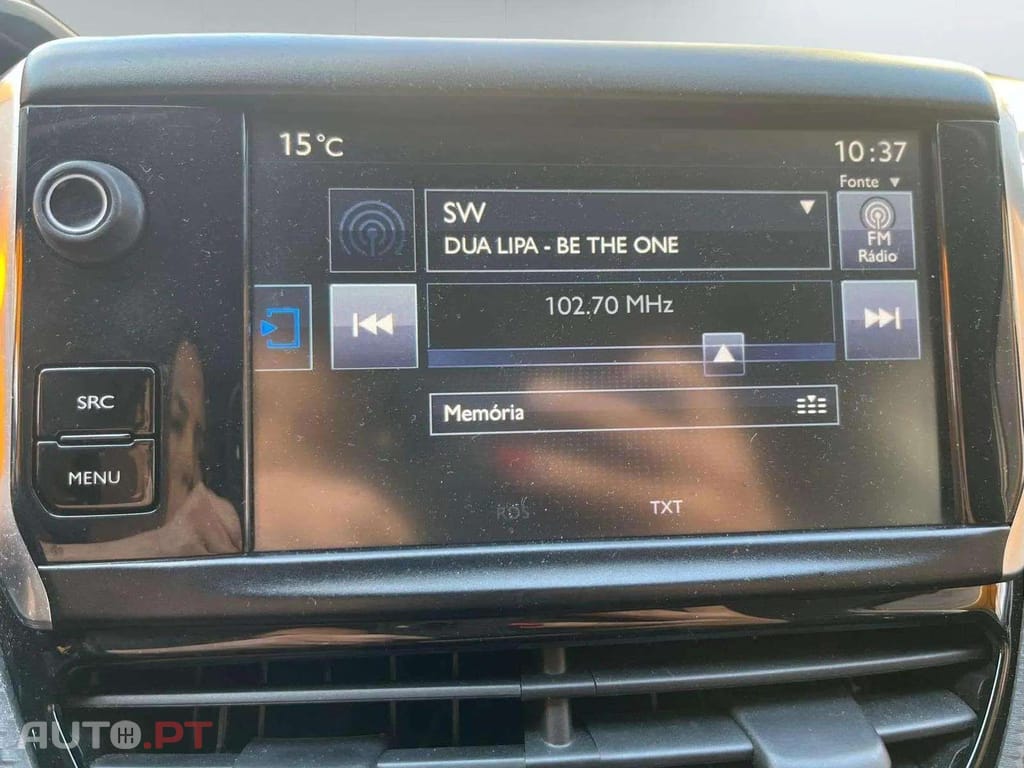 15°C
10:37
Fonte
SW
DUA LIPA - BE THE ONE
FM
Rádio
102.70 MHz
SRC
Memória
MENU
TXT
AUTO.PT